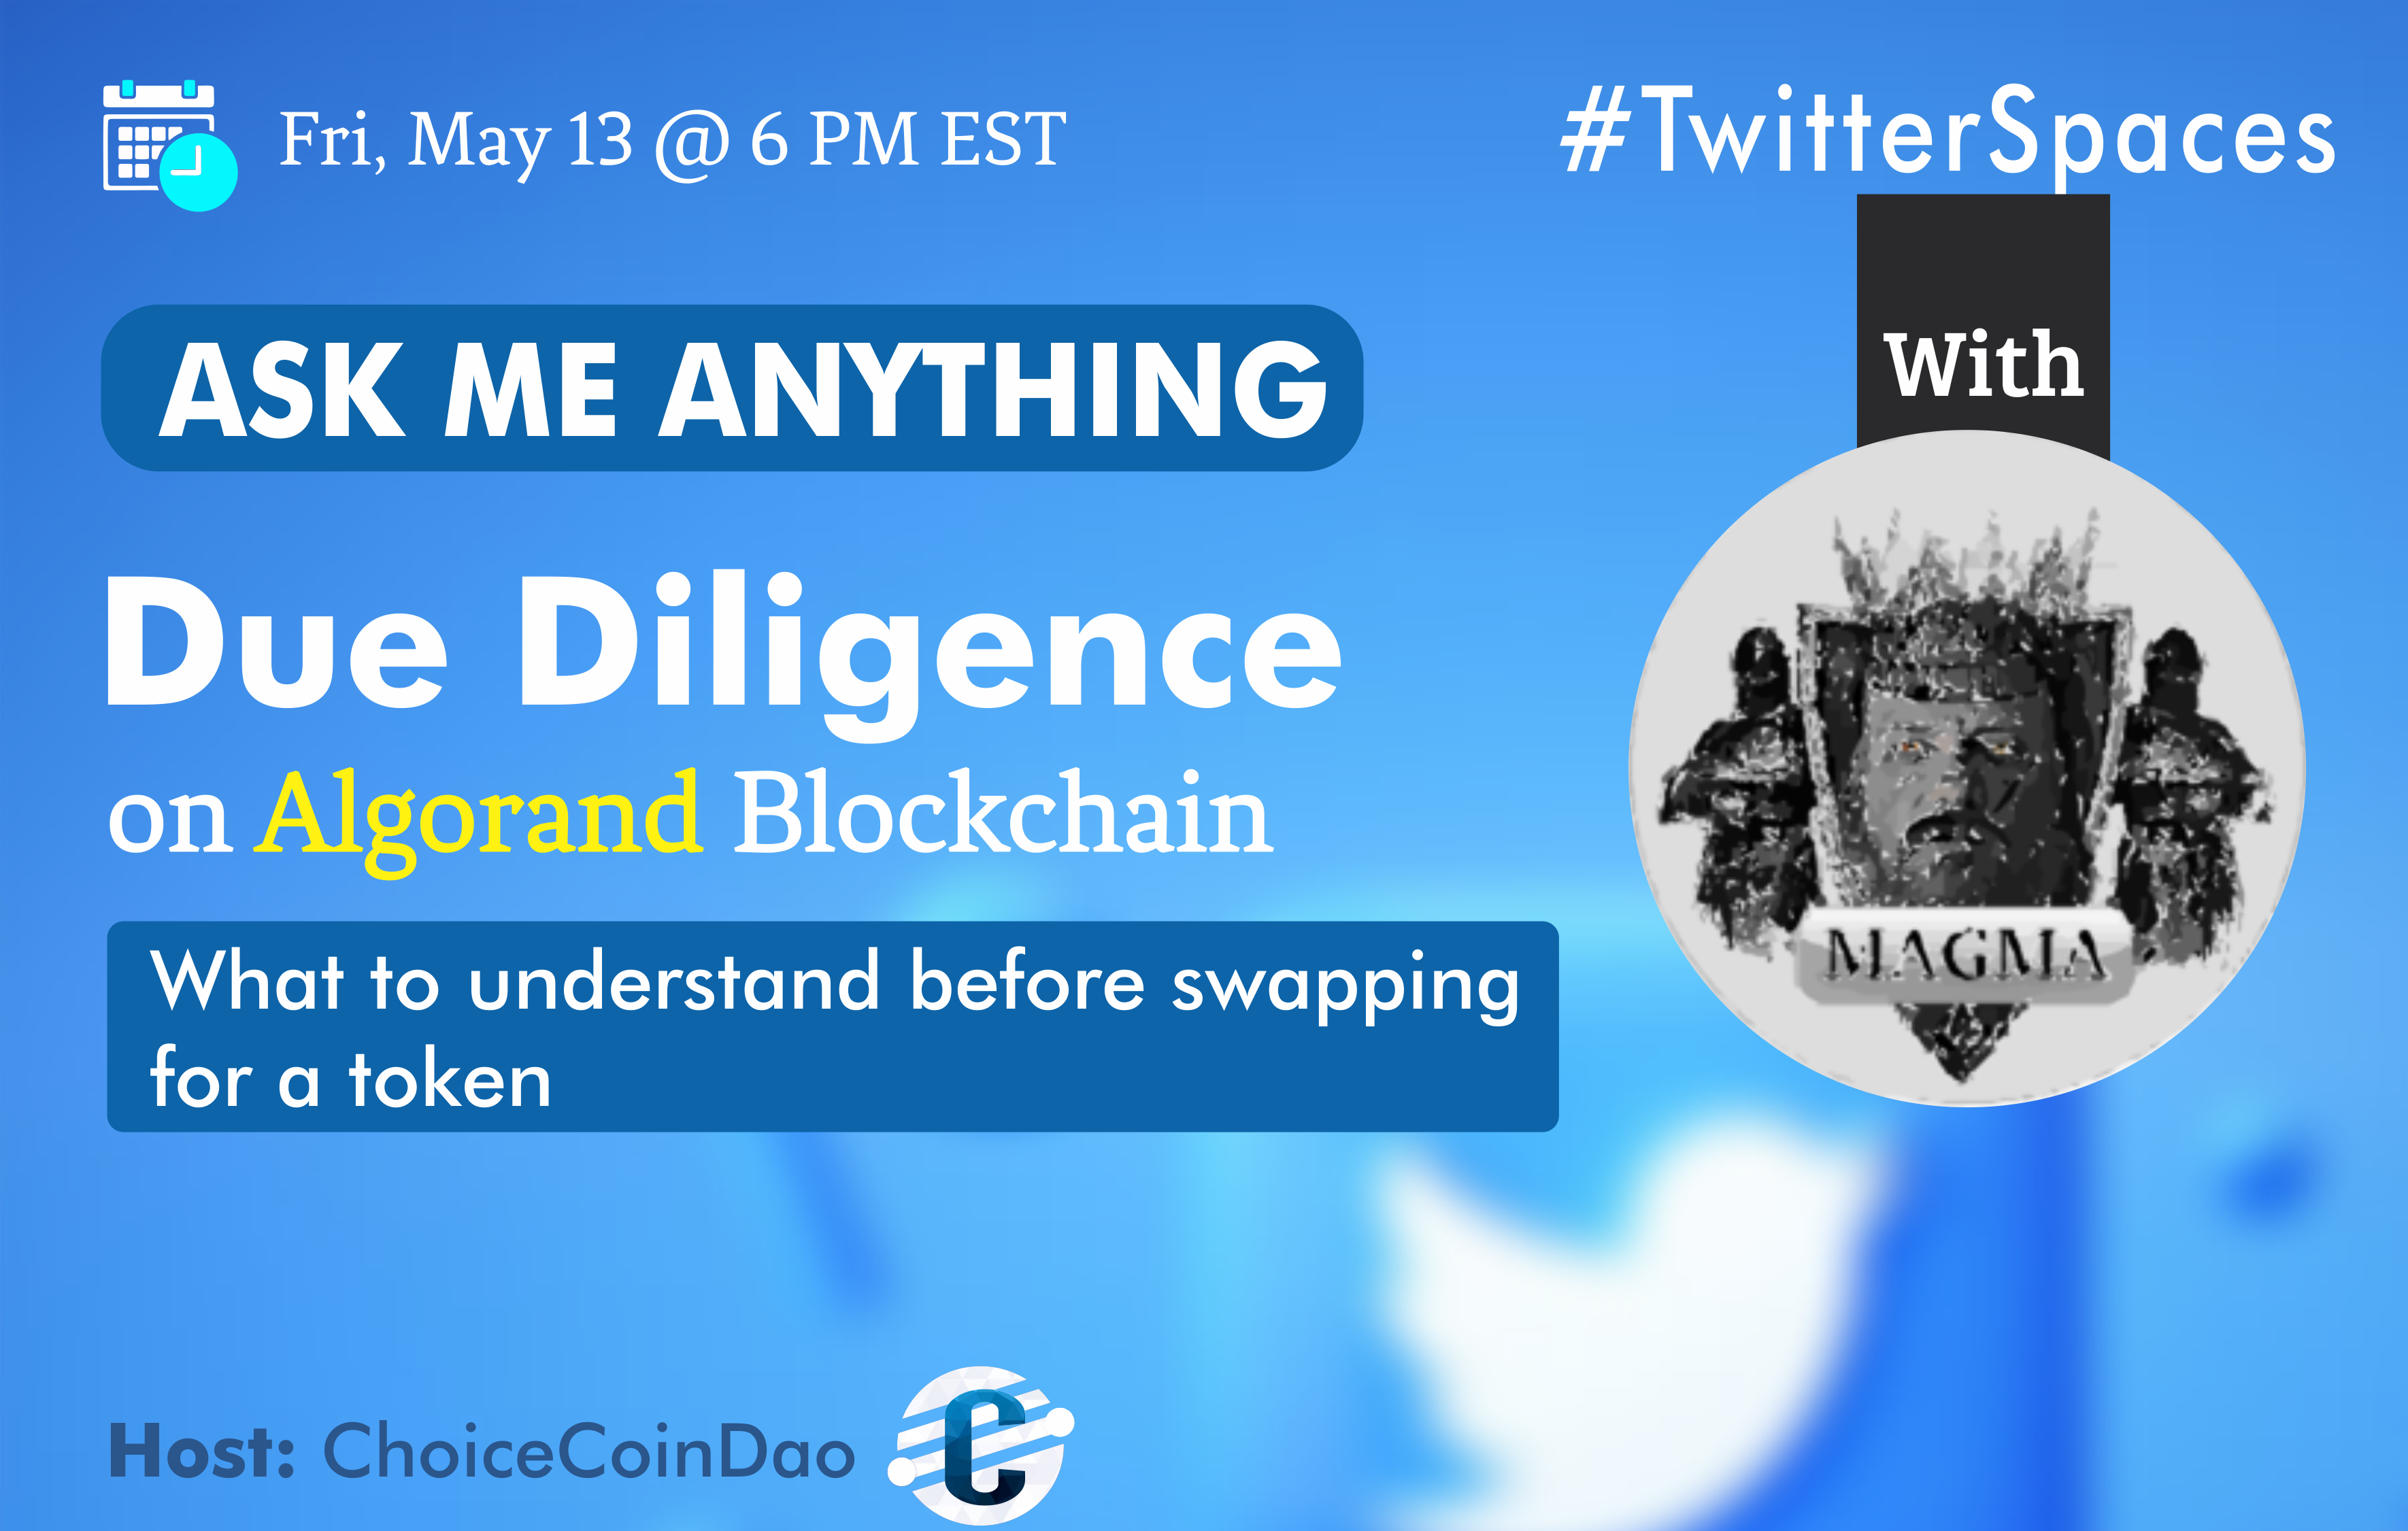 Fri, May 13 @ 6 PM EST
#TwitterSpaces
With
ASK ME ANYTHING
Due Diligence
on Algorand Blockchain
What to understand before swapping
for a token
MAGMA
Host: ChoiceCoinDao
C